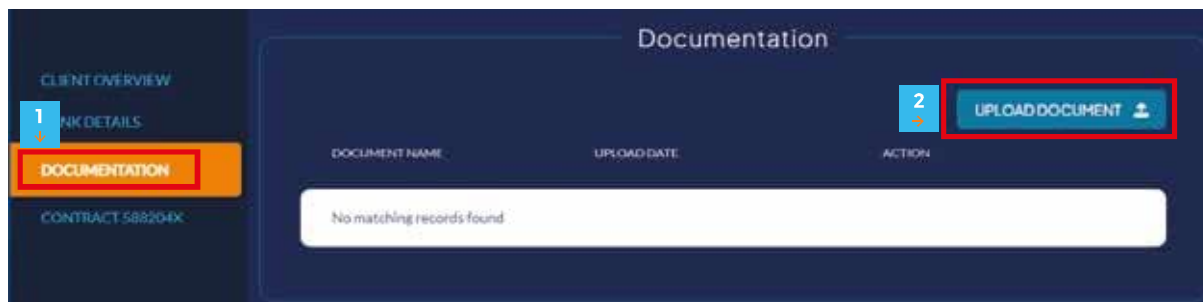 Documentation
CLIENT OVERVIEW
1
NK DETAILS
DOCUMENTATION
CONTRACT 588204X
2
UPLOAD DOCUMENT
DOCUMENT NAME UPLOAD DATE ACTION
No matching records found